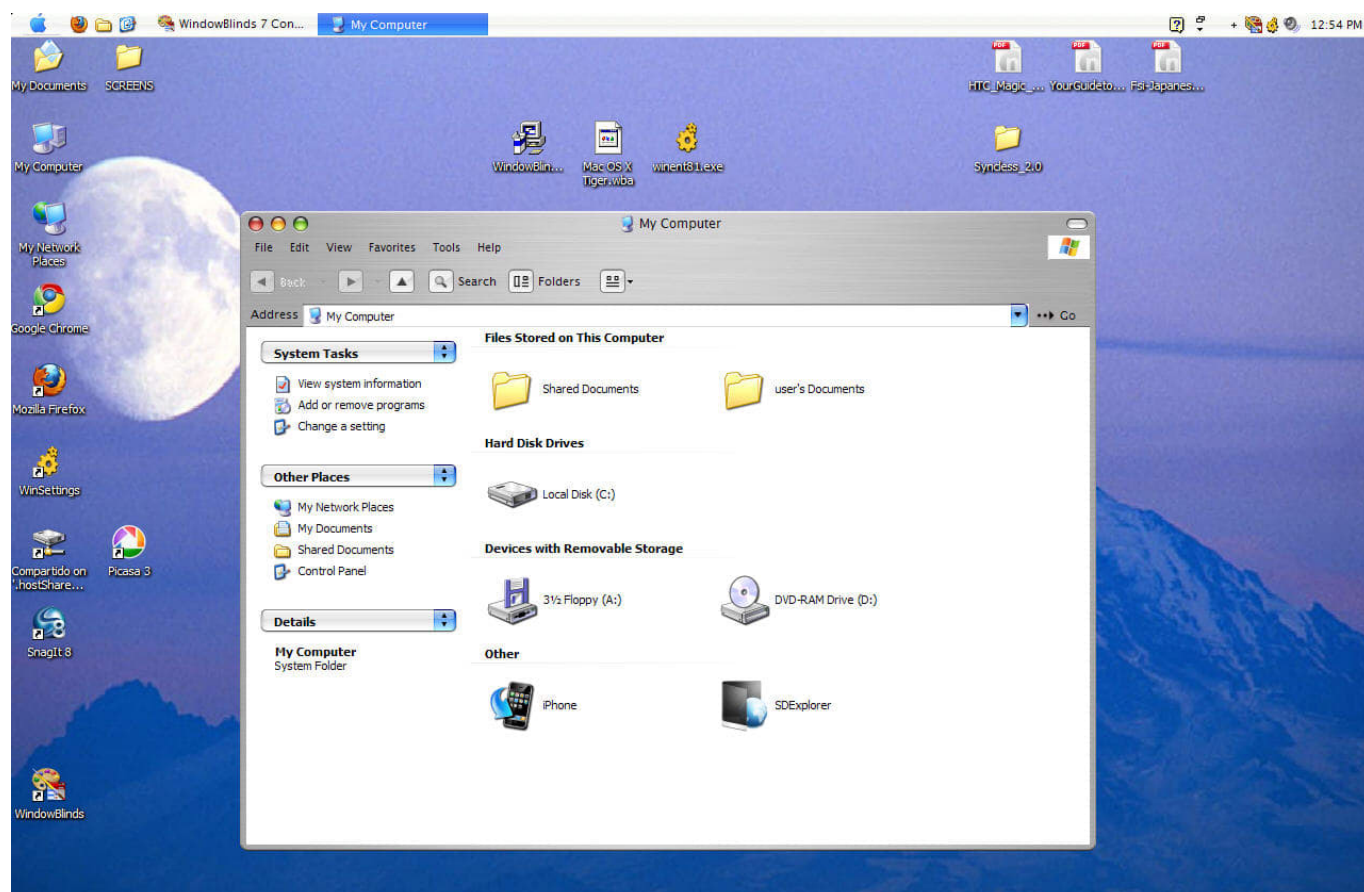 WindowBlinds 7 Con...
My Computer
12:54 PM
My Documents
SCREENS
HTC_Magic_...
YourGuideto...
Fsi-Japanes...
My Computer
WindowBlin...
Mac OS X
Tiger.wba
winent81.exe
Syndess_2.0
My Network
Places
Google Chrome
Mozilla Firefox
WinSettings
Compartido on
'.hostShare...
Picasa 3
SnagIt 8
WindowBlinds
My Computer
File Edit View Favorites Tools Help
Back Search Folders
Address My Computer Go
System Tasks
View system information
Add or remove programs
Change a setting
Other Places
My Network Places
My Documents
Shared Documents
Control Panel
Details
My Computer
System Folder
Files Stored on This Computer
Shared Documents
user's Documents
Hard Disk Drives
Local Disk (C:)
Devices with Removable Storage
3½ Floppy (A:)
DVD-RAM Drive (D:)
Other
iPhone
SDExplorer